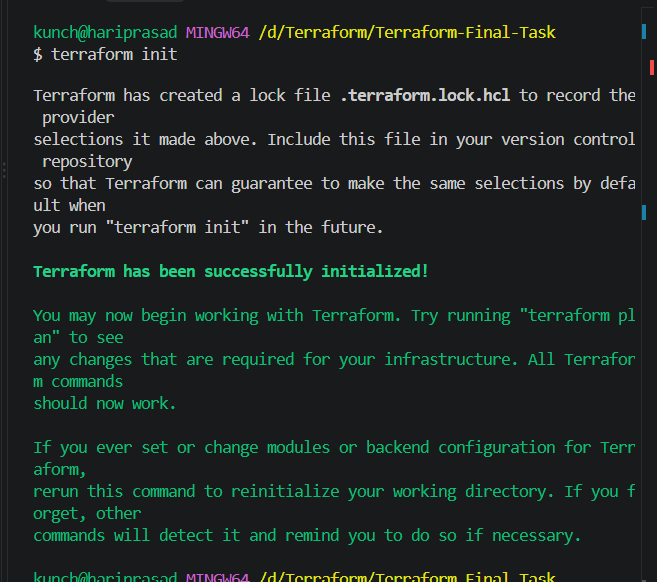 kunch@hariprasad MINGW64 /d/Terraform/Terraform-Final-Task
$ terraform init
Terraform has created a lock file .terraform.lock.hcl to record the
provider
selections it made above. Include this file in your version control
repository
so that Terraform can guarantee to make the same selections by defa
ult when
you run "terraform init" in the future.
Terraform has been successfully initialized!
You may now begin working with Terraform. Try running "terraform pl
an" to see
any changes that are required for your infrastructure. All Terrafor
m commands
should now work.
If you ever set or change modules or backend configuration for Terr
aform,
rerun this command to reinitialize your working directory. If you f
orget, other
commands will detect it and remind you to do so if necessary.
kunch@hariprasad MINGW64 /d/Terraform/Terraform-Final-Task